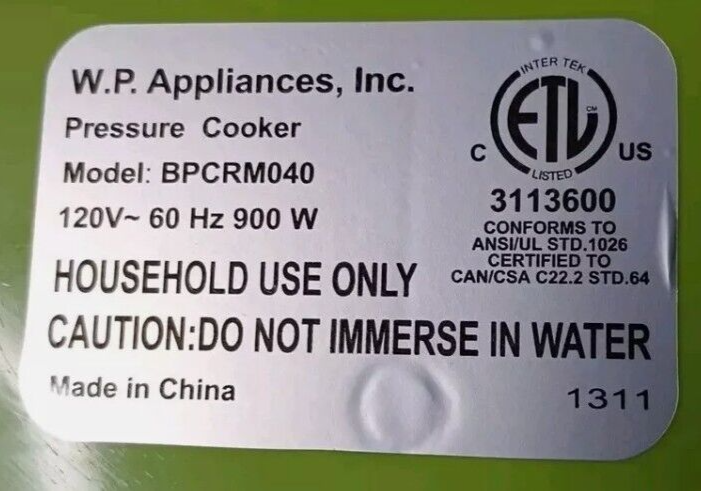 W.P. Appliances, Inc.
Pressure Cooker
Model: BPCRM040
120V~ 60 Hz 900 W
HOUSEHOLD USE ONLY
CAUTION:DO NOT IMMERSE IN WATER
Made in China
INTERTEK
ETL CM
C US
LISTED
3113600
CONFORMS TO
ANSI/UL STD.1026
CERTIFIED TO
CAN/CSA C22.2 STD.64
1311